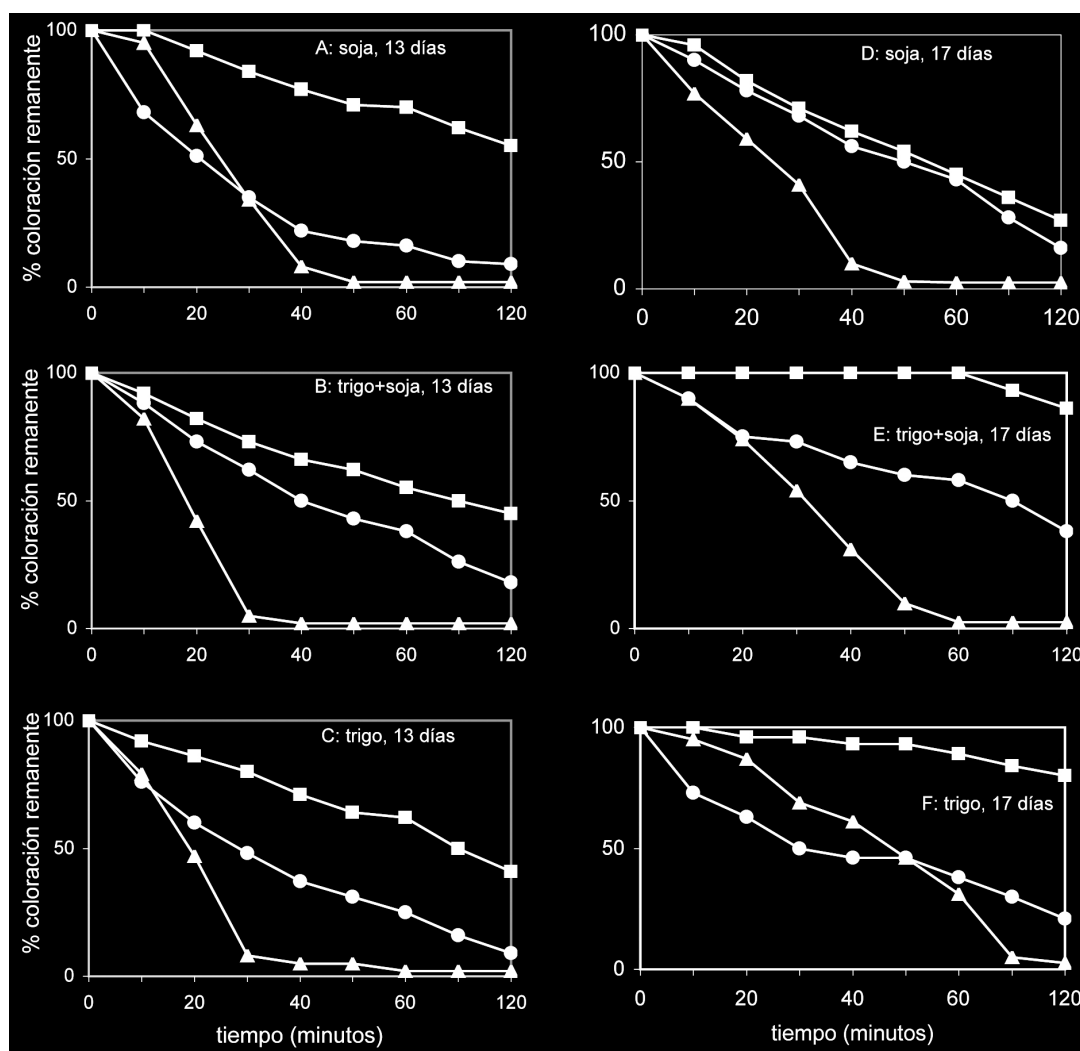 % coloración remanente
100
50
0
A: soja, 13 días
0 20 40 60 120
100
50
0
D: soja, 17 días
0 20 40 60 120
% coloración remanente
100
50
0
B: trigo+soja, 13 días
0 20 40 60 120
100
50
0
E: trigo+soja, 17 días
0 20 40 60 120
% coloración remanente
100
50
0
C: trigo, 13 días
0 20 40 60 120
tiempo (minutos)
100
50
0
F: trigo, 17 días
0 20 40 60 120
tiempo (minutos)